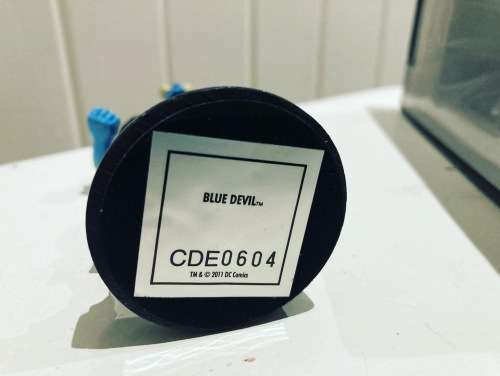 BLUE DEVIL™
CDE0604
TM & © 2011 DC Comics